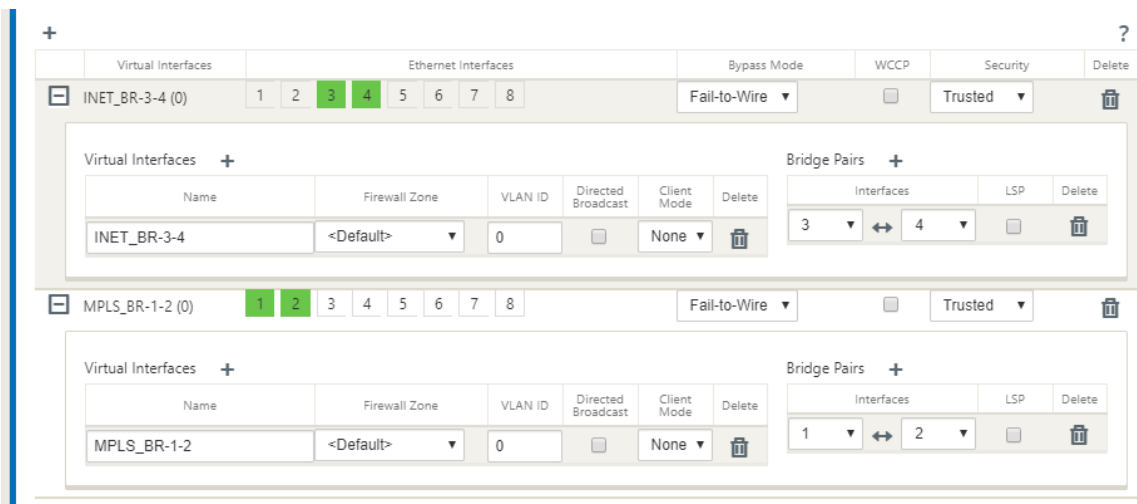 + ?
Virtual Interfaces Ethernet Interfaces Bypass Mode WCCP Security Delete
INET_BR-3-4 (0) 1 2 3 4 5 6 7 8 Fail-to-Wire Trusted
Virtual Interfaces + Bridge Pairs +
Name Firewall Zone VLAN ID Directed Broadcast Client Mode Delete Interfaces LSP Delete
INET_BR-3-4 <Default> 0 None 3 4
MPLS_BR-1-2 (0) 1 2 3 4 5 6 7 8 Fail-to-Wire Trusted
Virtual Interfaces + Bridge Pairs +
Name Firewall Zone VLAN ID Directed Broadcast Client Mode Delete Interfaces LSP Delete
MPLS_BR-1-2 <Default> 0 None 1 2